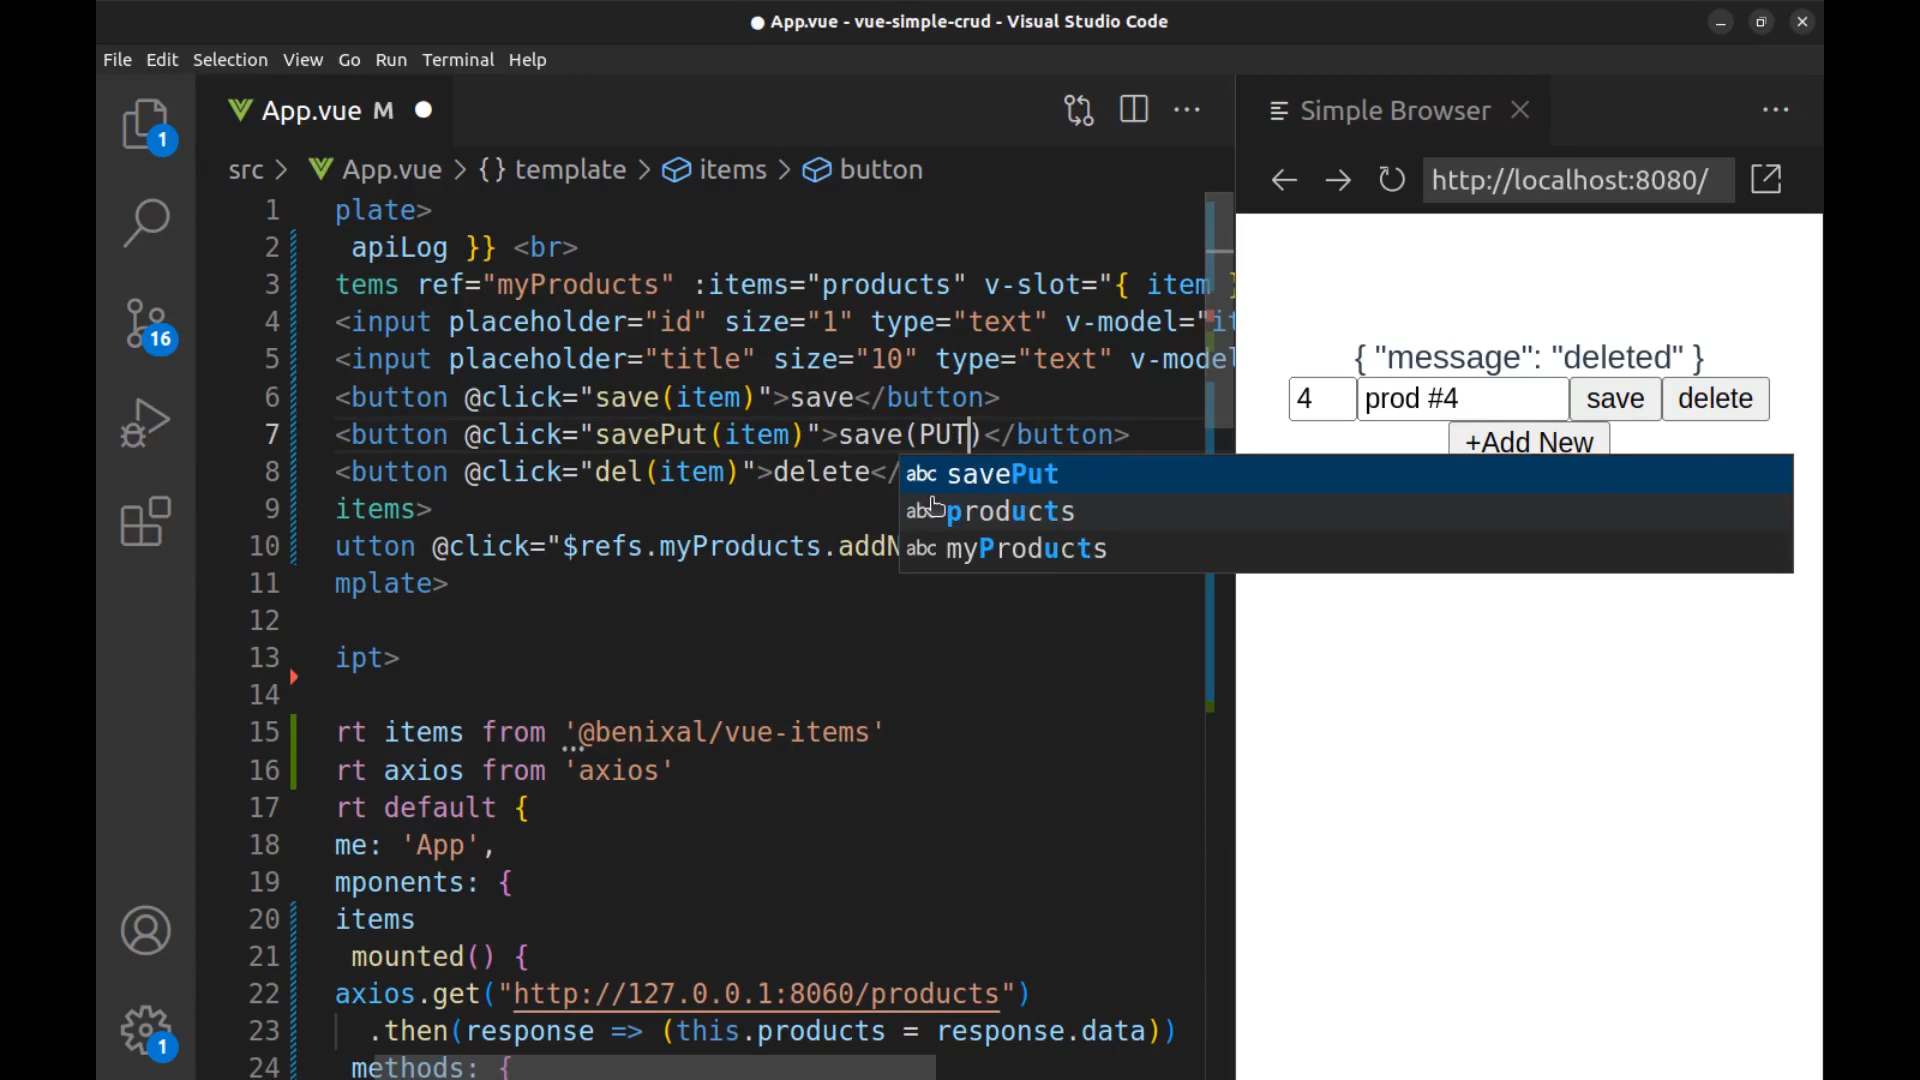 ● App.vue - vue-simple-crud - Visual Studio Code
File Edit Selection View Go Run Terminal Help
App.vue M ●
Simple Browser
src > App.vue > {} template > items > button
http://localhost:8080/
1 plate>
2 apiLog }} <br>
3 tems ref="myProducts" :items="products" v-slot="{ item }
4 <input placeholder="id" size="1" type="text" v-model="it
5 <input placeholder="title" size="10" type="text" v-model
6 <button @click="save(item)">save</button>
7 <button @click="savePut(item)">save(PUT)</button>
8 <button @click="del(item)">delete</
9 items>
10 utton @click="$refs.myProducts.addN
11 mplate>
12
13 ipt>
14
15 rt items from '@benixal/vue-items'
16 rt axios from 'axios'
17 rt default {
18 me: 'App',
19 mponents: {
20 items
21 mounted() {
22 axios.get("http://127.0.0.1:8060/products")
23 .then(response => (this.products = response.data))
24 methods: {
abc savePut
abc products
abc myProducts
{ "message": "deleted" }
4 prod #4 save delete
+Add New
1
16
1